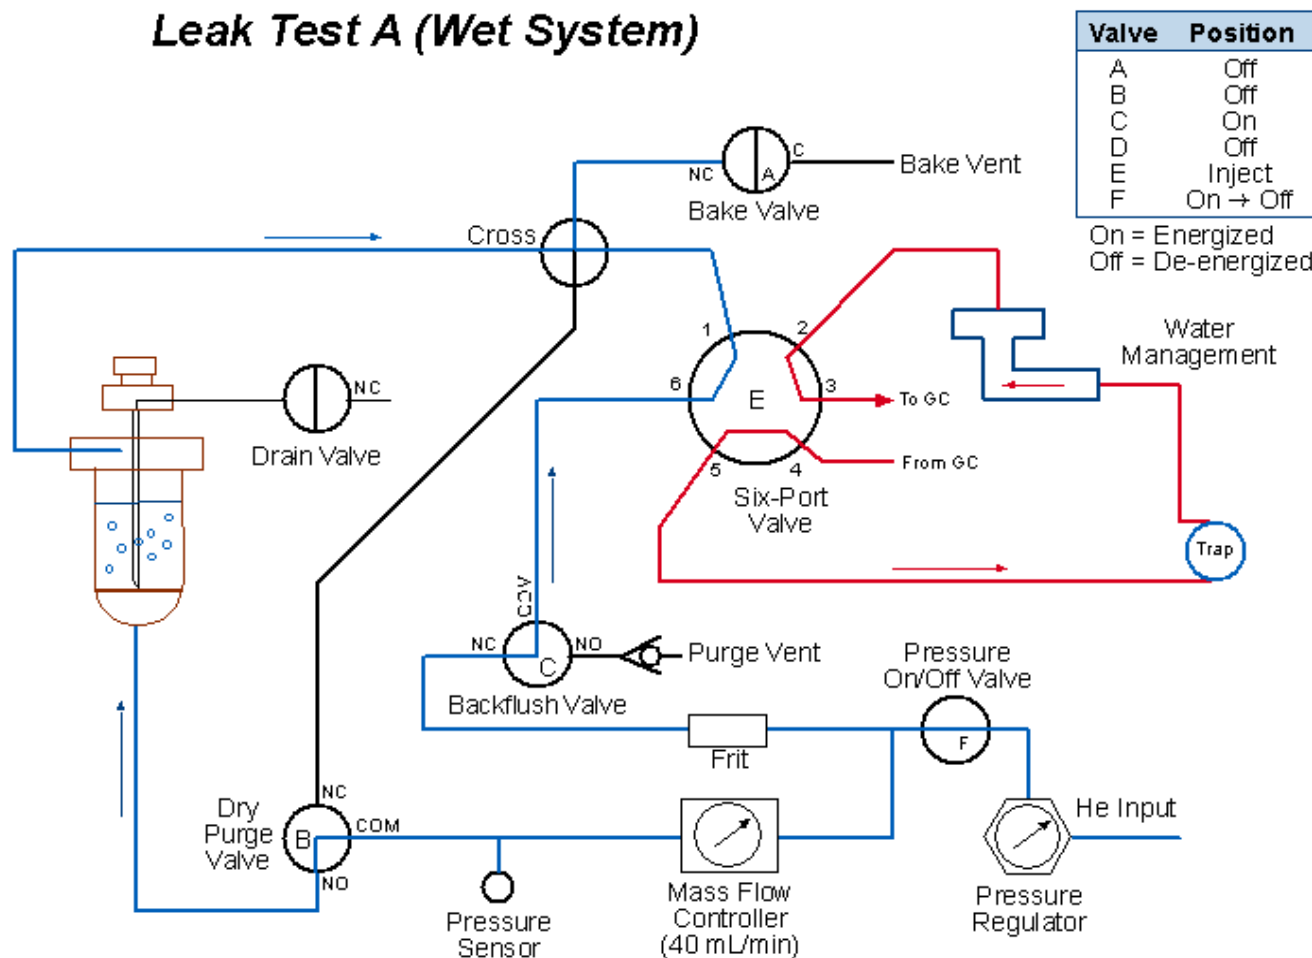 Leak Test A (Wet System)
Valve Position
A Off
B Off
C On
D Off
E Inject
F On → Off
On = Energized
Off = De-energized
C
NC
A
Bake Vent
Bake Valve
Cross
1
2
Water
Management
NC
6
3
E
To GC
Drain Valve
From GC
5
4
Six-Port
Valve
Trap
NC
NO
C
Purge Vent
Pressure
On/Off Valve
Backflush Valve
F
Frit
NC
Dry
Purge
Valve
B
COM
NO
He Input
Pressure
Sensor
Mass Flow
Controller
(40 mL/min)
Pressure
Regulator